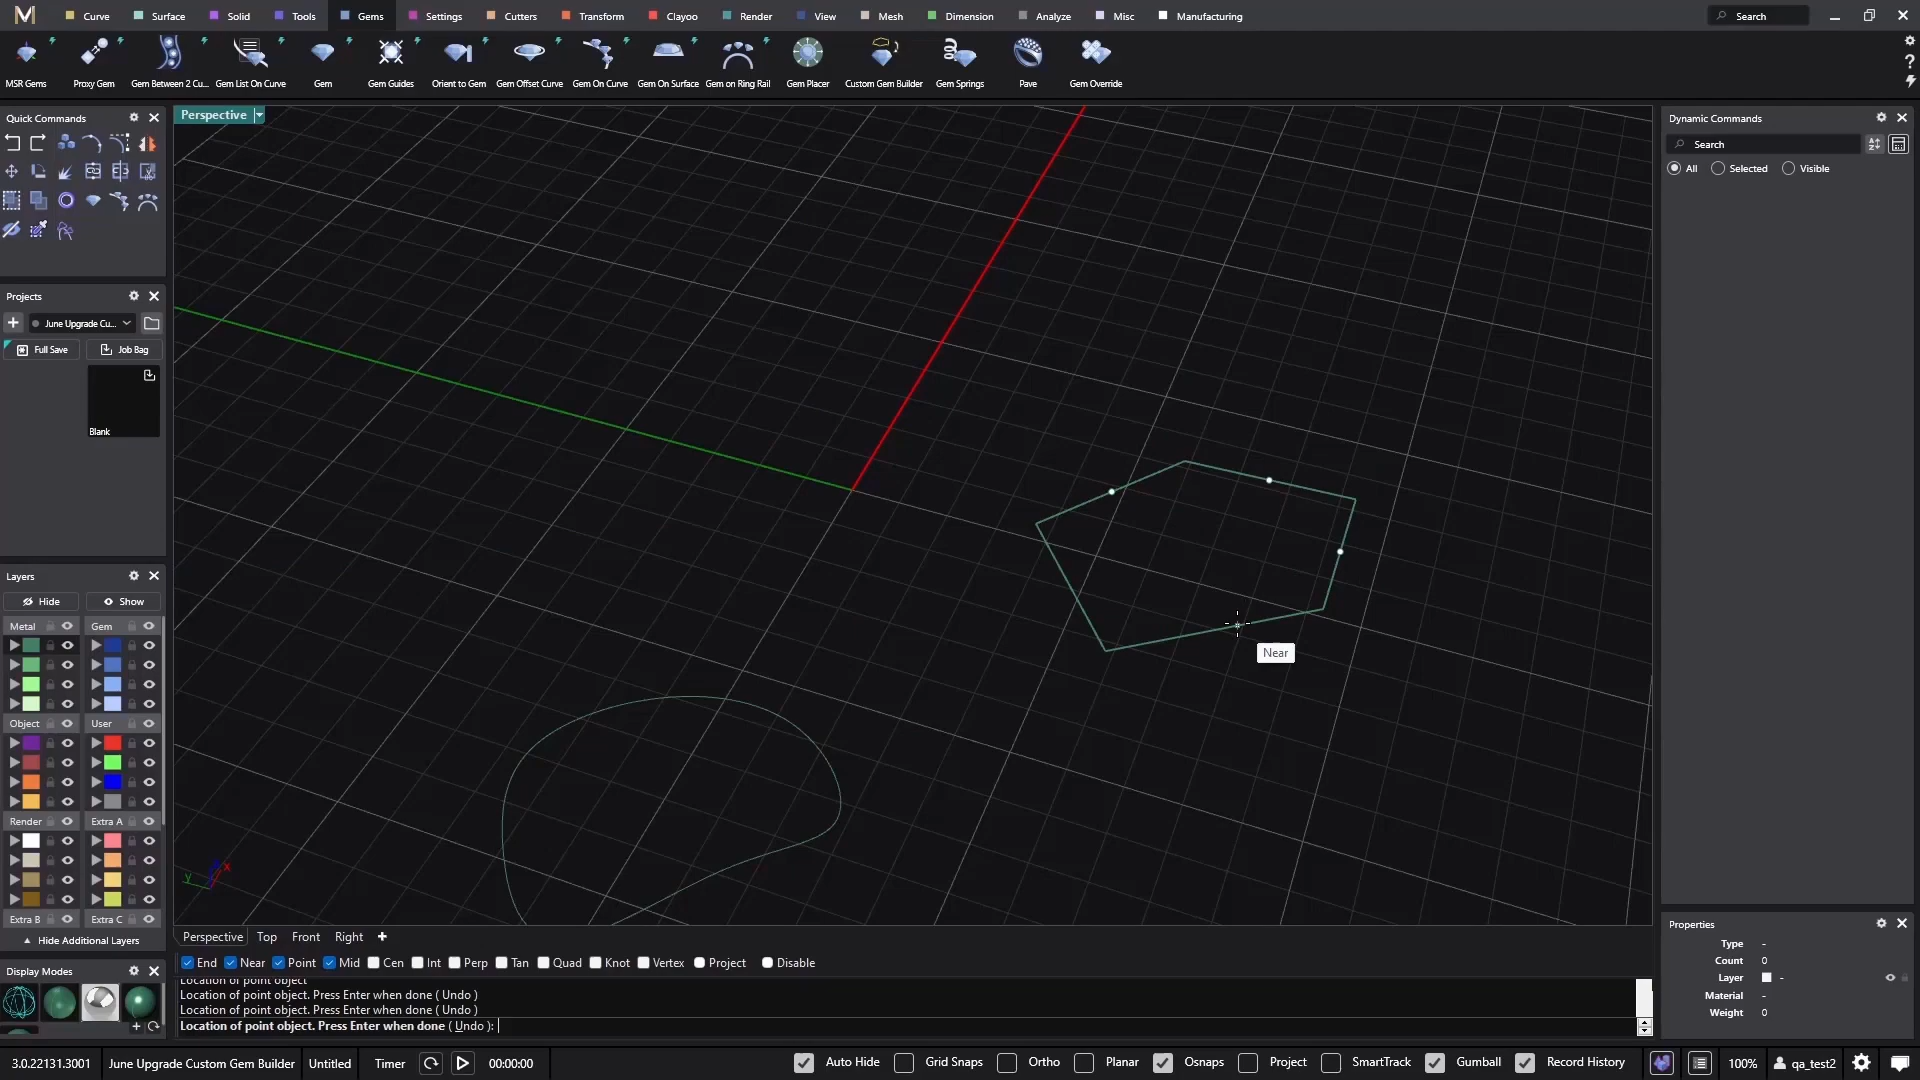 Curve Surface Solid Tools Gems Settings Cutters Transform Clayoo Render View Mesh Dimension Analyze Misc Manufacturing Search
MSR Gems Proxy Gem Gem Between 2 Cu... Gem List On Curve Gem Gem Guides Orient to Gem Gem Offset Curve Gem On Curve Gem On Surface Gem on Ring Rail Gem Placer Custom Gem Builder Gem Springs Pave Gem Override
Quick Commands
Perspective
Dynamic Commands
Search
All Selected Visible
Projects
June Upgrade Cu...
Full Save Job Bag
Blank
Layers
Hide Show
Metal Gem
Object User
Render Extra A
Extra B Extra C
Hide Additional Layers
Near
x
y
Perspective Top Front Right
End Near Point Mid Cen Int Perp Tan Quad Knot Vertex Project Disable
Location of point object
Location of point object. Press Enter when done ( Undo )
Location of point object. Press Enter when done ( Undo )
Location of point object. Press Enter when done ( Undo ):
Display Modes
Properties
Type -
Count 0
Layer -
Material -
Weight 0
3.0.22131.3001 June Upgrade Custom Gem Builder Untitled Timer 00:00:00 Auto Hide Grid Snaps Ortho Planar Osnaps Project SmartTrack Gumball Record History 100% qa_test2